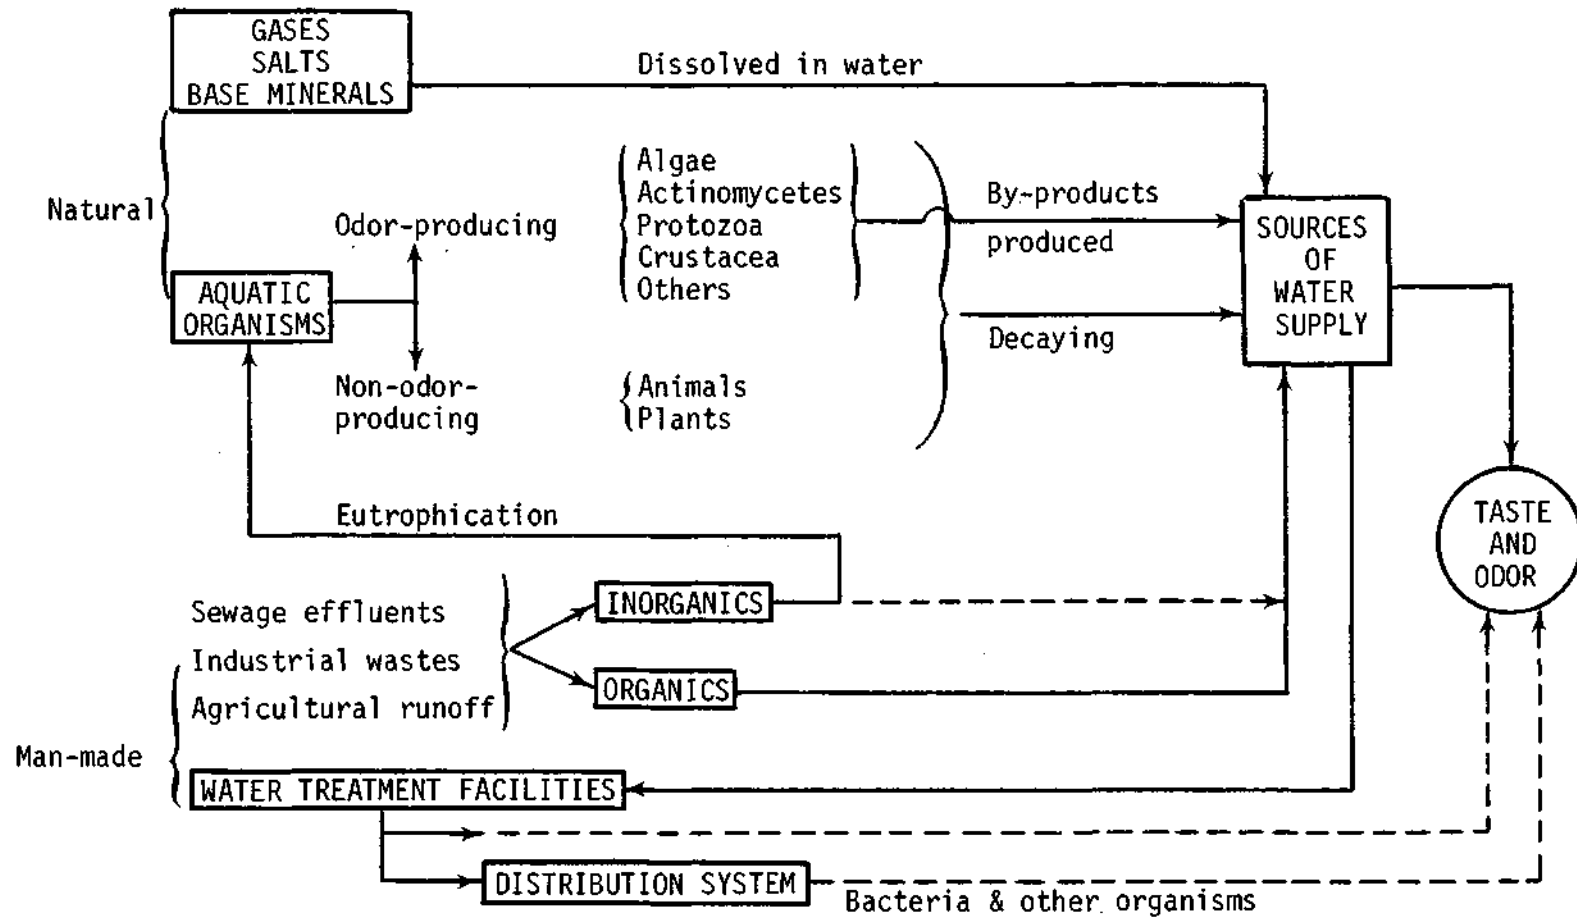 GASES
SALTS
BASE MINERALS
Dissolved in water
Natural
Odor-producing
AQUATIC
ORGANISMS
Non-odor-
producing
Algae
Actinomycetes
Protozoa
Crustacea
Others
Animals
Plants
By-products
produced
Decaying
SOURCES
OF
WATER
SUPPLY
TASTE
AND
ODOR
Eutrophication
Sewage effluents
Industrial wastes
Agricultural runoff
INORGANICS
ORGANICS
Man-made
WATER TREATMENT FACILITIES
DISTRIBUTION SYSTEM
Bacteria & other organisms